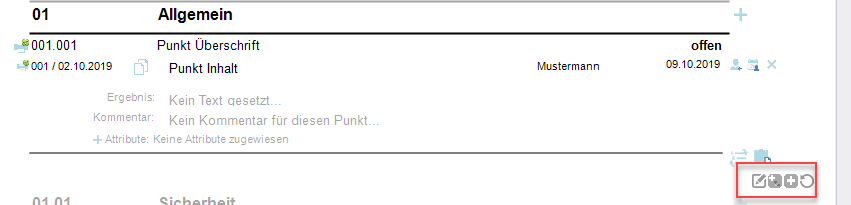 01 Allgemein
001.001 Punkt Überschrift offen
001 / 02.10.2019 Punkt Inhalt Mustermann 09.10.2019
Ergebnis: Kein Text gesetzt...
Kommentar: Kein Kommentar für diesen Punkt...
Attribute: Keine Attribute zugewiesen
01.01 Sicherheit